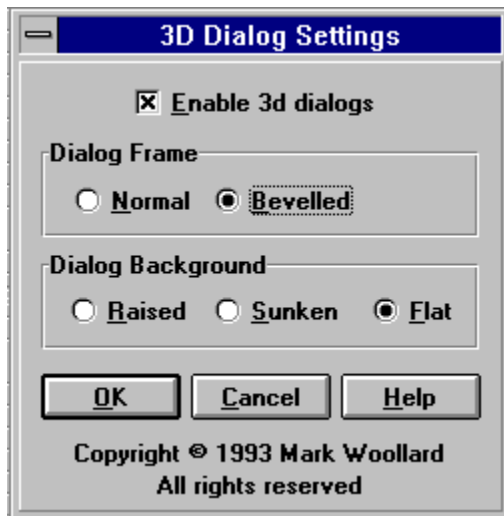 3D Dialog Settings
Enable 3d dialogs
Dialog Frame
Normal Bevelled
Dialog Background
Raised Sunken Flat
OK Cancel Help
Copyright © 1993 Mark Woollard
All rights reserved